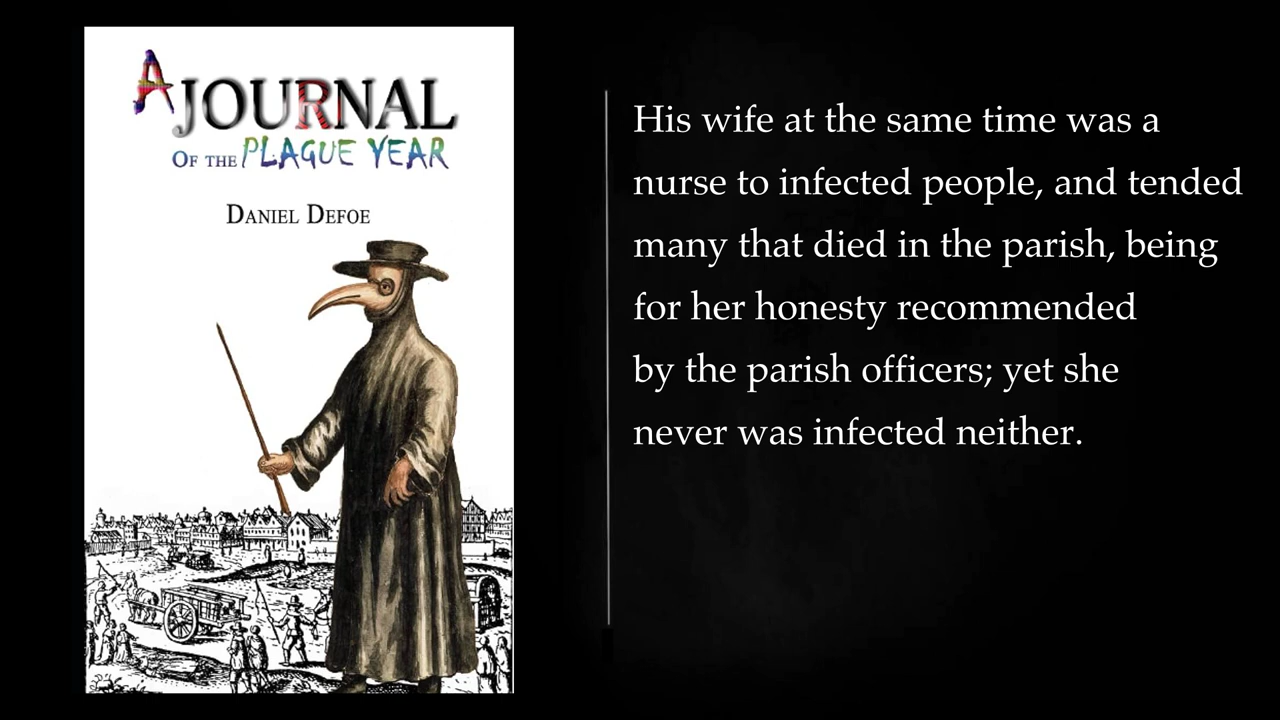 A JOURNAL
OF THE PLAGUE YEAR
DANIEL DEFOE
His wife at the same time was a
nurse to infected people, and tended
many that died in the parish, being
for her honesty recommended
by the parish officers; yet she
never was infected neither.